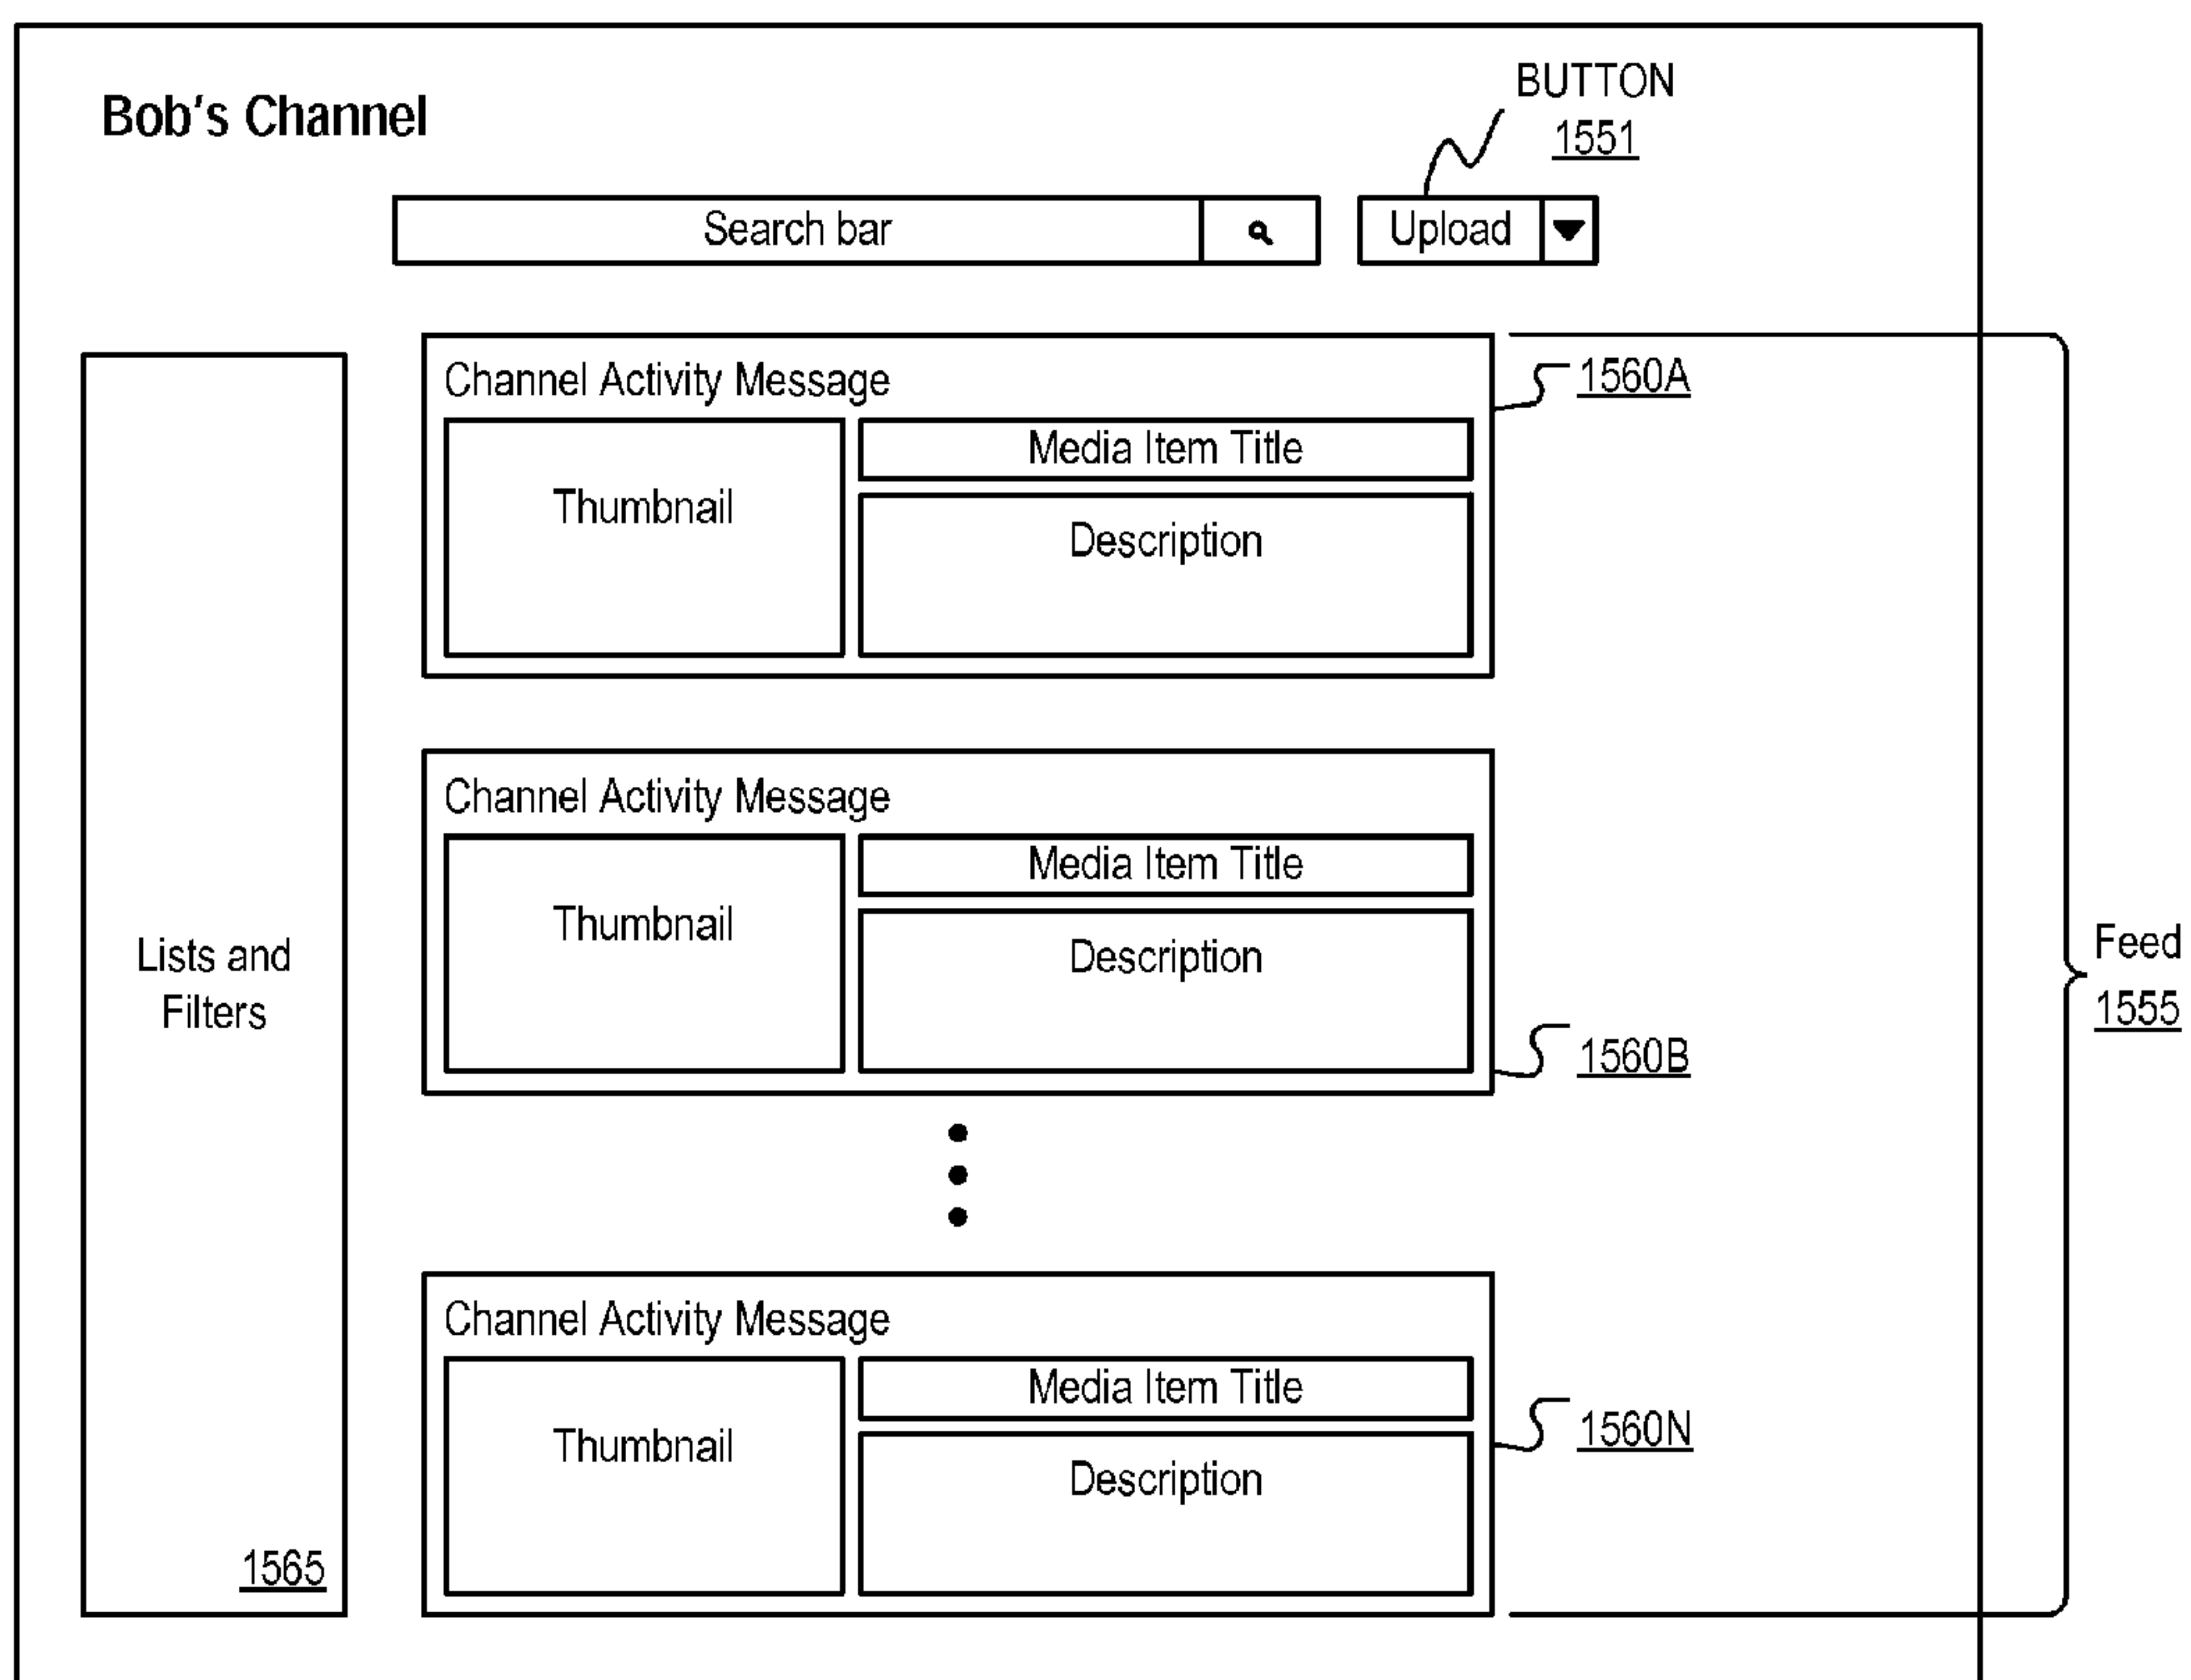 Bob's Channel
BUTTON
1551
Search bar
Upload
Channel Activity Message
1560A
Thumbnail
Media Item Title
Description
Channel Activity Message
Thumbnail
Media Item Title
Description
1560B
Lists and
Filters
Feed
1555
Channel Activity Message
Thumbnail
Media Item Title
Description
1560N
1565